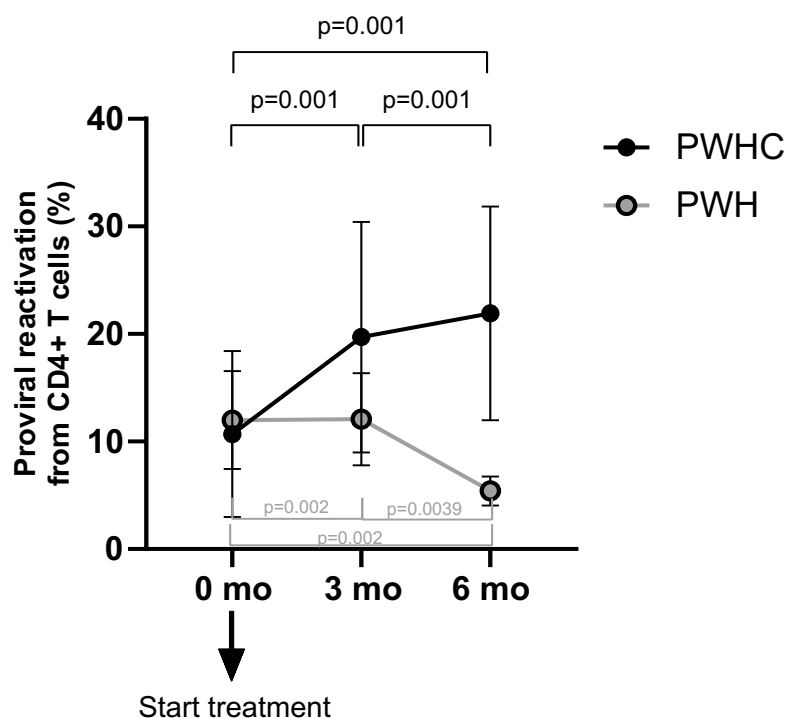 p=0.001
p=0.001 p=0.001
40
30
20
10
0
Proviral reactivation
from CD4+ T cells (%)
PWHC
PWH
p=0.002 p=0.0039
p=0.002
0 mo 3 mo 6 mo
Start treatment